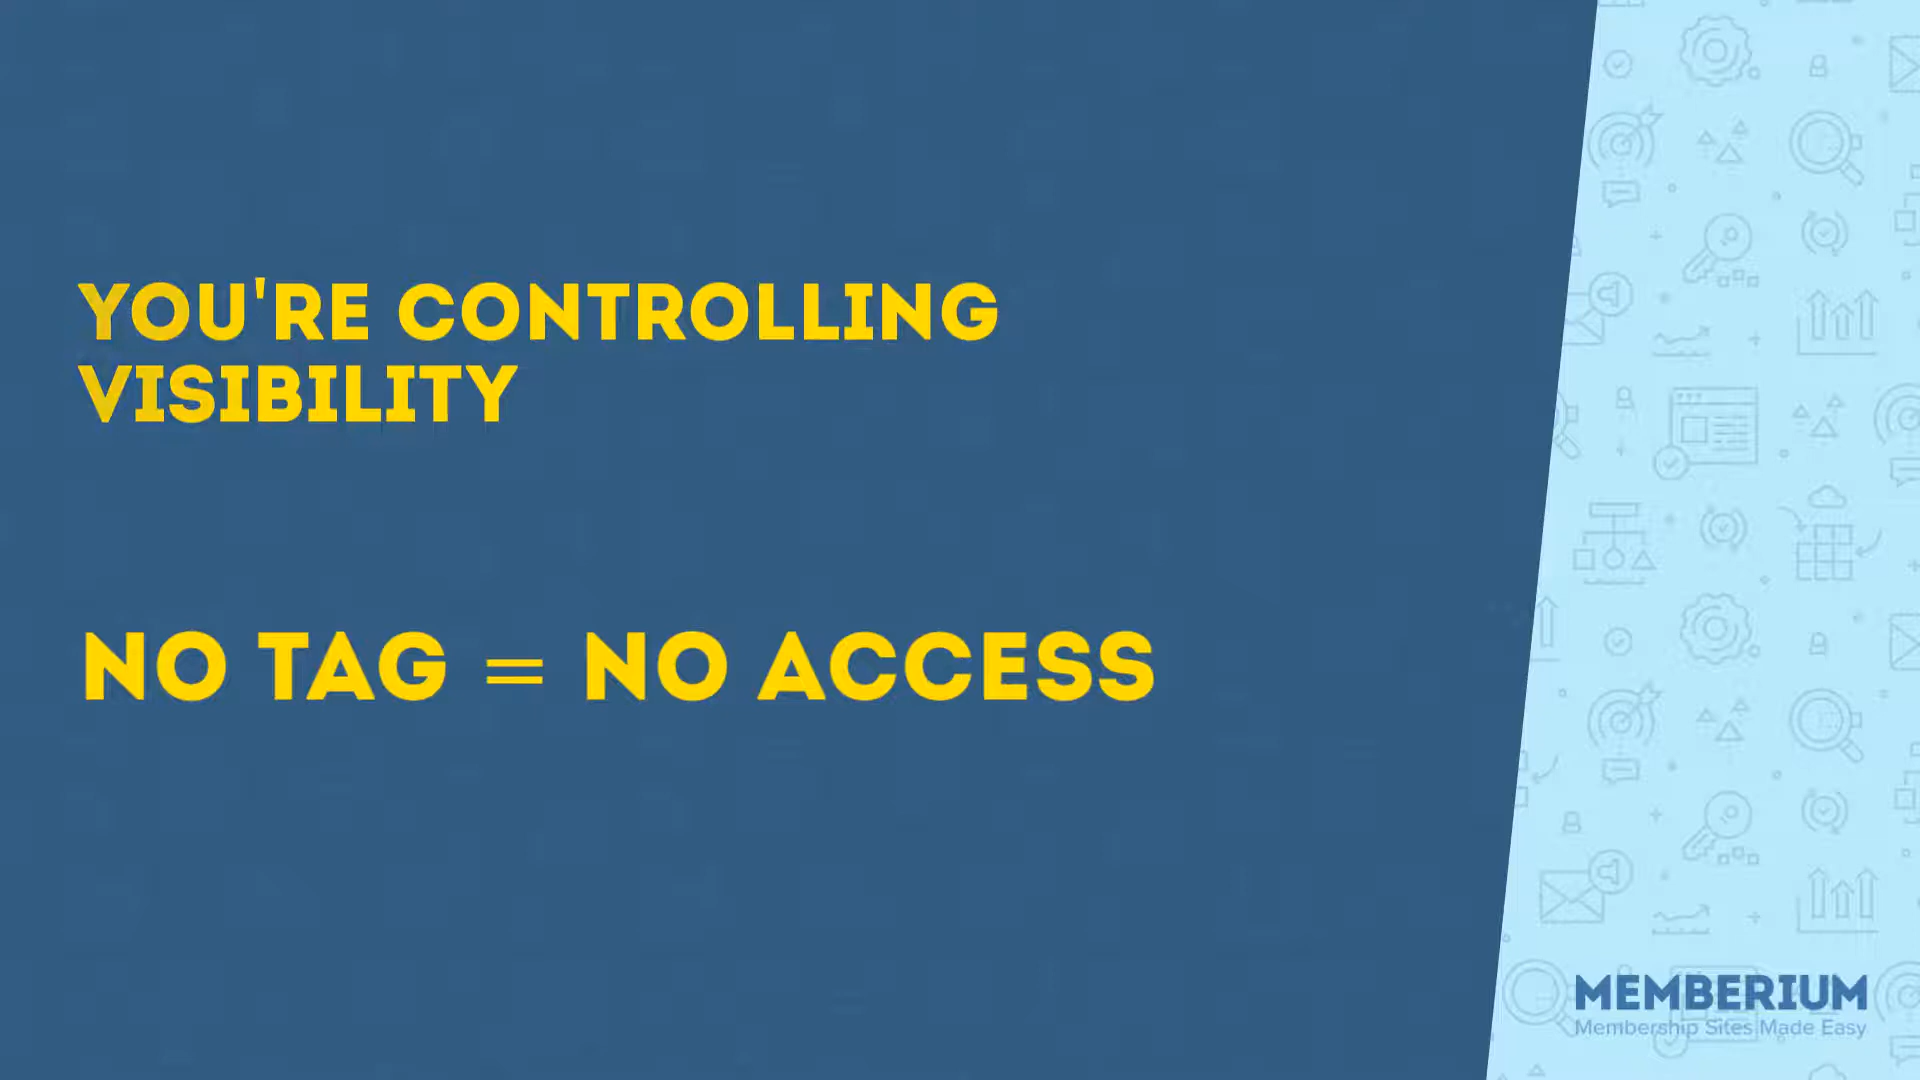 YOU'RE CONTROLLING
VISIBILITY
NO TAG = NO ACCESS
MEMBERIUM
Membership Sites Made Easy